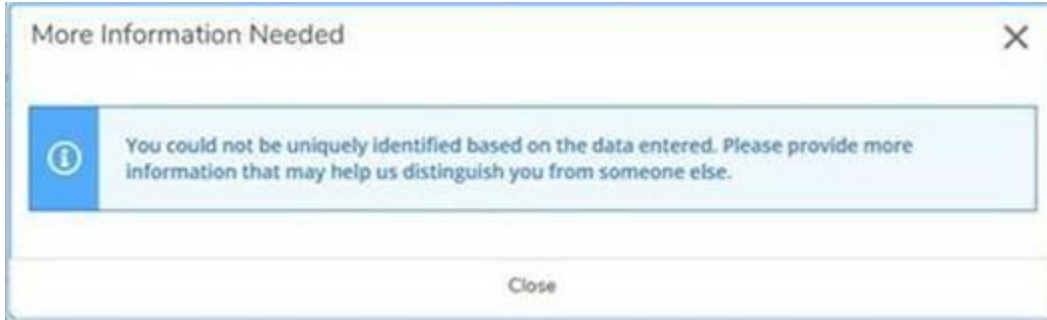 More Information Needed
You could not be uniquely identified based on the data entered. Please provide more
information that may help us distinguish you from someone else.
Close